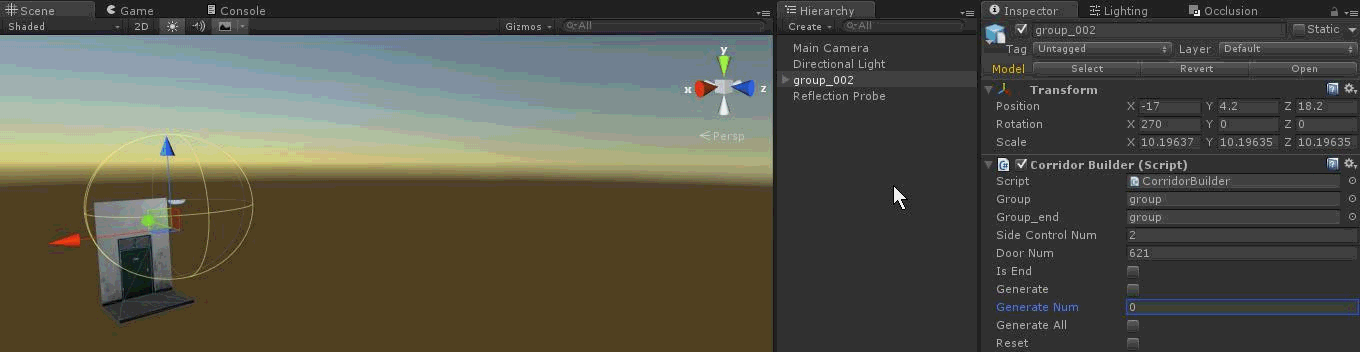 Scene Game Console
Shaded 2D Gizmos All
y
x z
Persp
Hierarchy
Create All
Main Camera
Directional Light
group_002
Reflection Probe
Inspector Lighting Occlusion
group_002 Static
Tag Untagged Layer Default
Model Select Revert Open
Transform
Position X -17 Y 4.2 Z 18.2
Rotation X 270 Y 0 Z 0
Scale X 10.19637 Y 10.19635 Z 10.19635
Corridor Builder (Script)
Script CorridorBuilder
Group group
Group_end group
Side Control Num 2
Door Num 621
Is End
Generate
Generate Num 0
Generate All
Reset